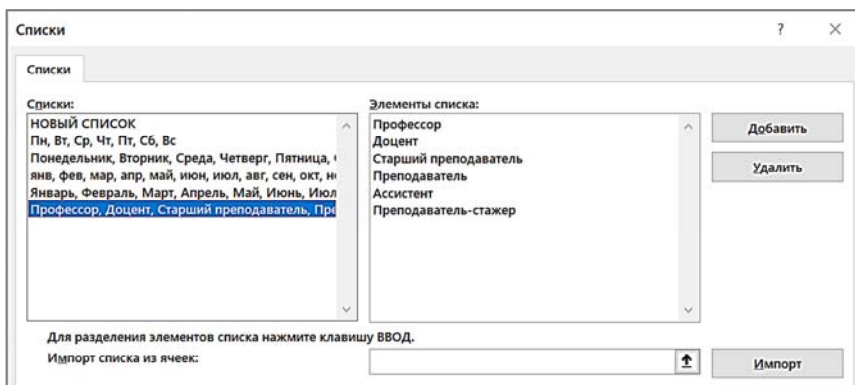 Списки
?
×
Списки
Списки:
НОВЫЙ СПИСОК
Пн, Вт, Ср, Чт, Пт, Сб, Вс
Понедельник, Вторник, Среда, Четверг, Пятница,
янв, фев, мар, апр, май, июн, июл, авг, сен, окт,
Январь, Февраль, Март, Апрель, Май, Июнь,
Профессор, Доцент, Старший преподаватель,
Элементы списка:
Профессор
Доцент
Старший преподаватель
Преподаватель
Ассистент
Преподаватель-стажер
Добавить
Удалить
Для разделения элементов списка нажмите клавишу ВВОД.
Импорт списка из ячеек:
Импорт